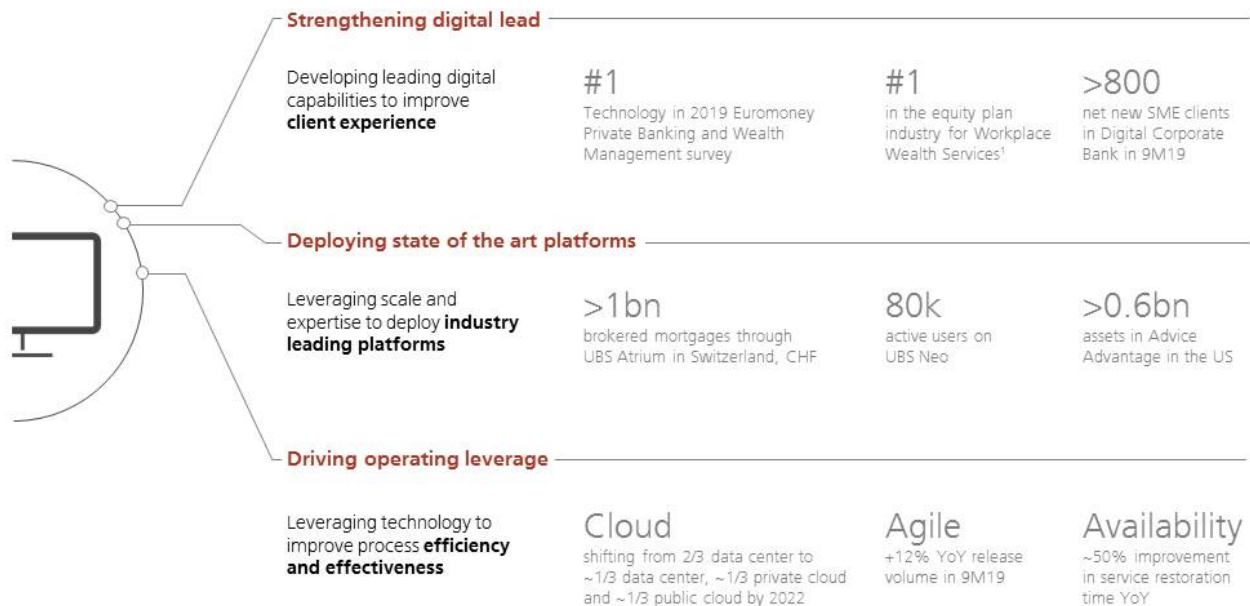 Strengthening digital lead
Developing leading digital
capabilities to improve
client experience
#1
Technology in 2019 Euromoney
Private Banking and Wealth
Management survey
#1
in the equity plan
industry for Workplace
Wealth Services¹
>800
net new SME clients
in Digital Corporate
Bank in 9M19
Deploying state of the art platforms
Leveraging scale and
expertise to deploy industry
leading platforms
>1bn
brokered mortgages through
UBS Atrium in Switzerland, CHF
80k
active users on
UBS Neo
>0.6bn
assets in Advice
Advantage in the US
Driving operating leverage
Leveraging technology to
improve process efficiency
and effectiveness
Cloud
shifting from 2/3 data center to
~1/3 data center, ~1/3 private cloud
and ~1/3 public cloud by 2022
Agile
+12% YoY release
volume in 9M19
Availability
~50% improvement
in service restoration
time YoY